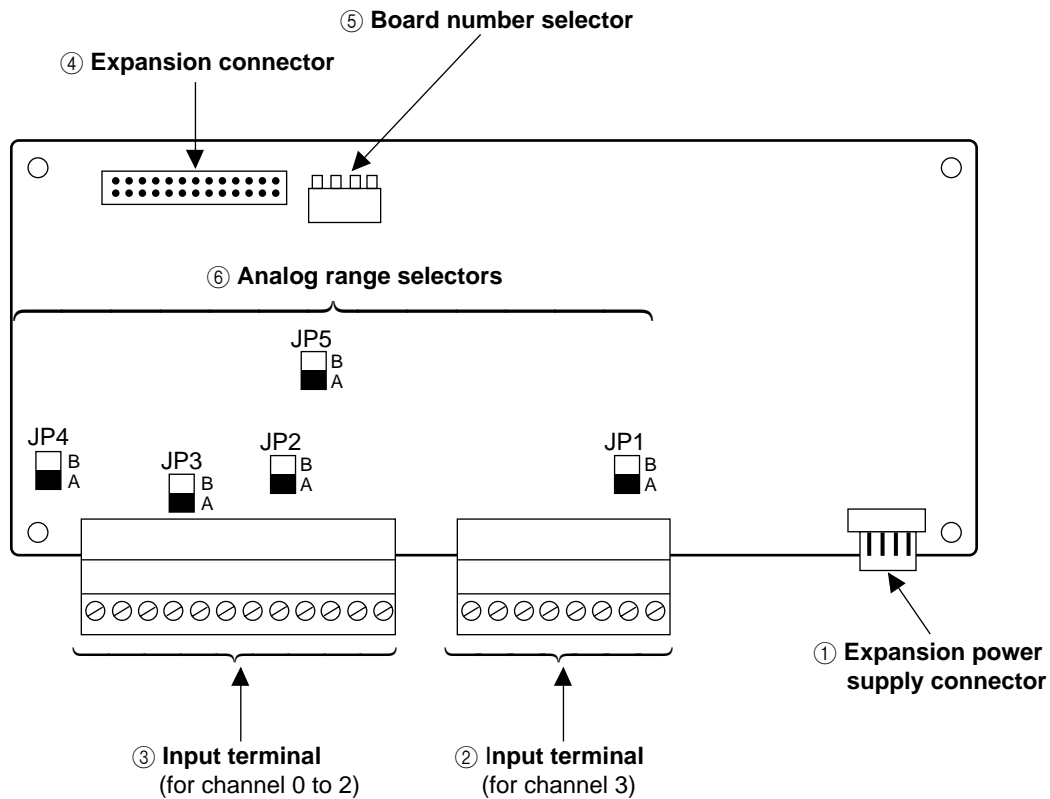 ⑤ Board number selector
④ Expansion connector
⑥ Analog range selectors
JP5
B
A
JP4
B
A
JP3
B
A
JP2
B
A
JP1
B
A
① Expansion power
supply connector
③ Input terminal
(for channel 0 to 2)
② Input terminal
(for channel 3)